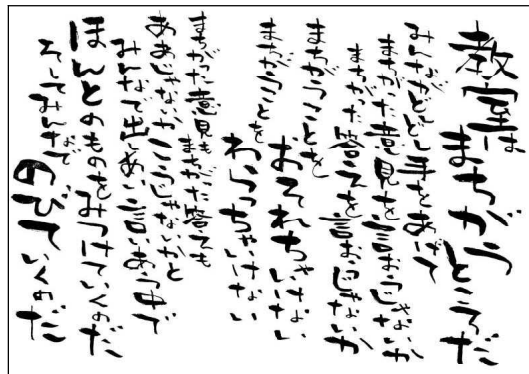 教室はまちがうところだ
みんながどしどし手をあげて
まちがった意見を言おうじゃないか
まちがった答えを言おうじゃないか
まちがうことをおそれちゃいけない
まちがうことをわらっちゃいけない
まちがった意見もまちがった答えも
ああじゃないかこうじゃないかと
みんなで出しあい言いあう中で
ほんとのものをみつけていくのだ
そしてみんなでのびていくのだ